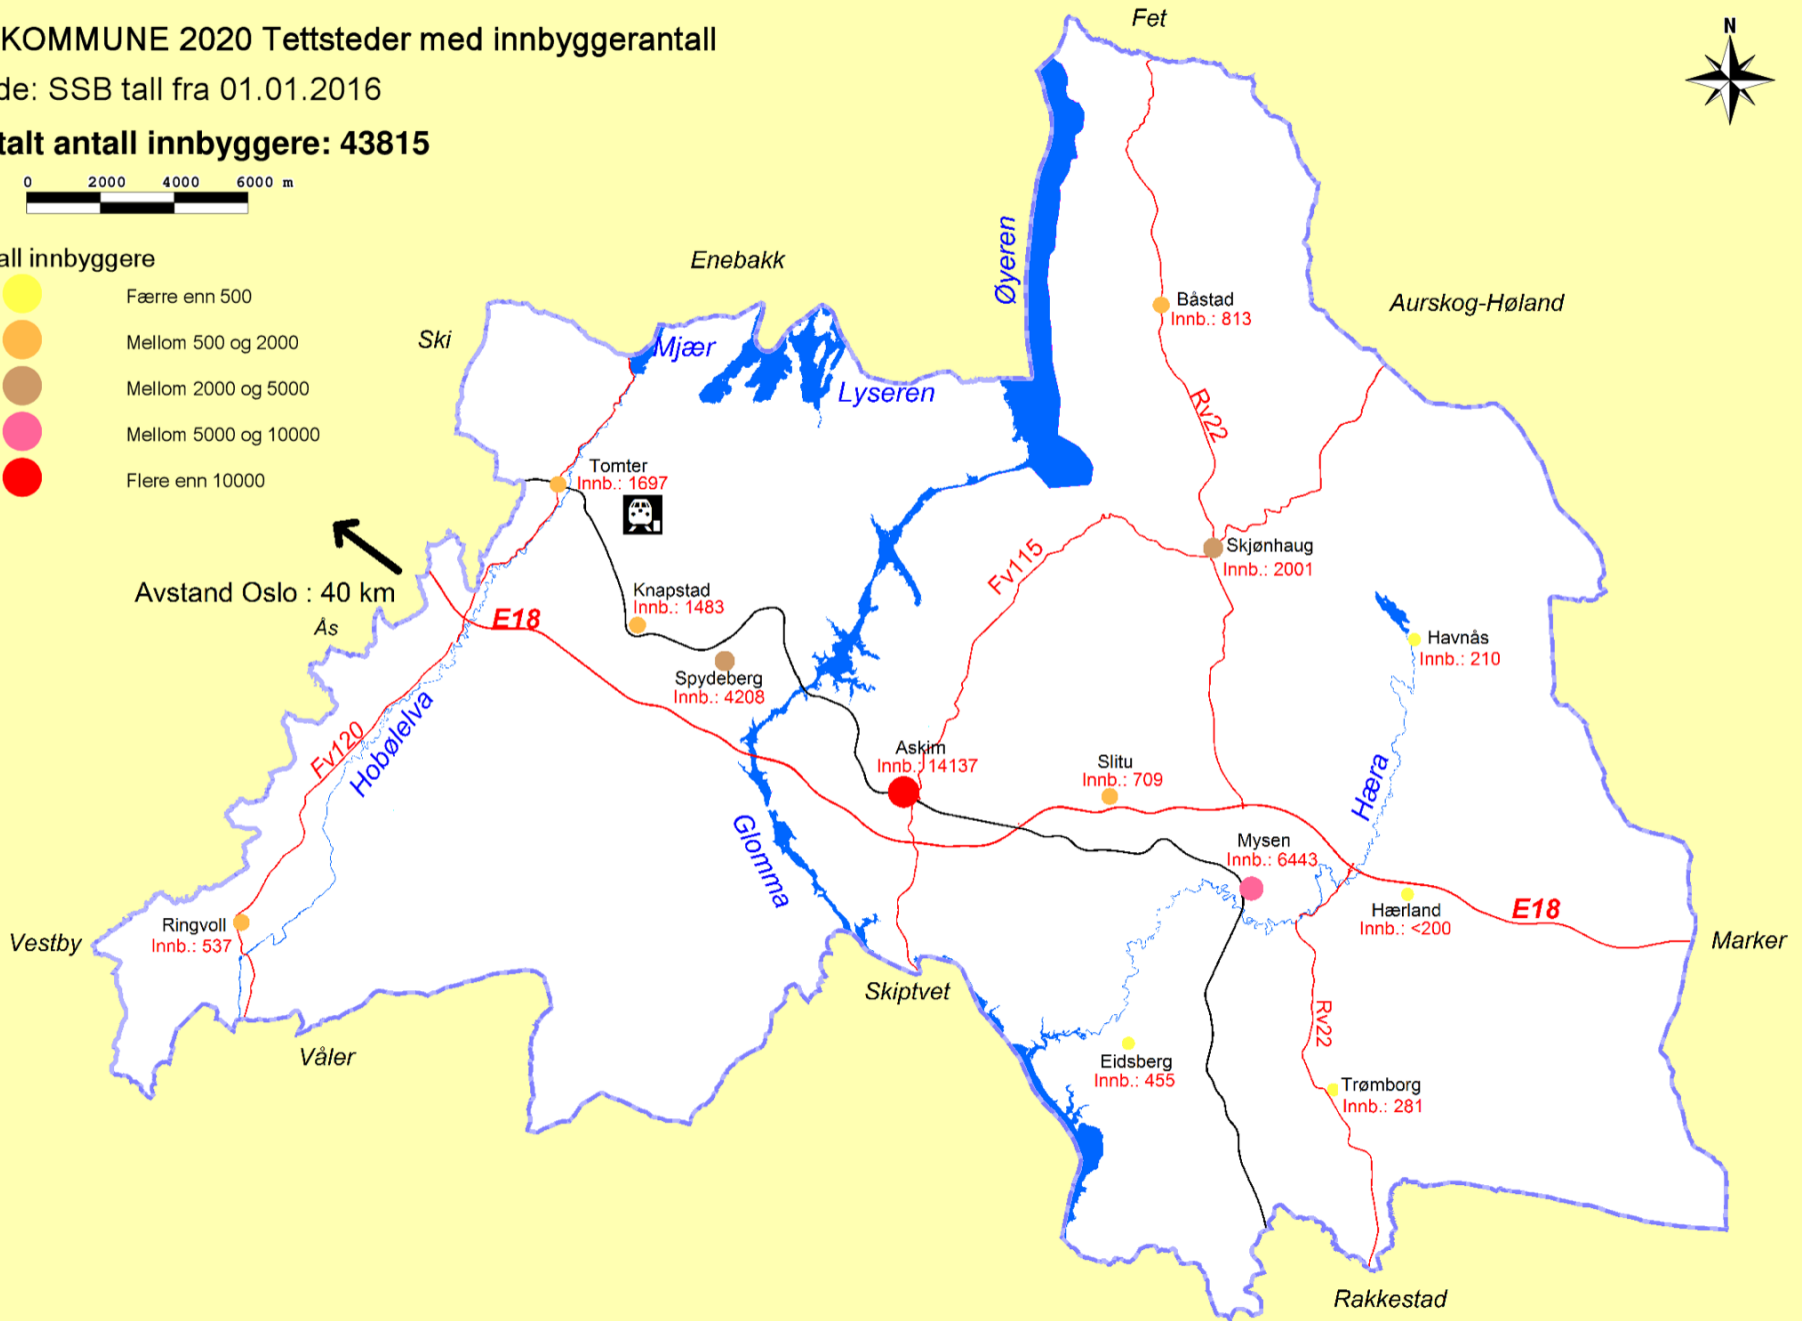 KOMMUNE 2020 Tettsteder med innbyggerantall
de: SSB tall fra 01.01.2016
talt antall innbyggere: 43815
0 2000 4000 6000 m
all innbyggere
Færre enn 500
Mellom 500 og 2000
Mellom 2000 og 5000
Mellom 5000 og 10000
Flere enn 10000
Avstand Oslo : 40 km
N
Fet
Enebakk
Øyeren
Båstad
Innb.: 813
Aurskog-Høland
Ski
Mjær
Lyseren
Rv22
Tomter
Innb.: 1697
Skjønhaug
Innb.: 2001
Fv115
Knapstad
Innb.: 1483
E18
Ås
Havnås
Innb.: 210
Spydeberg
Innb.: 4208
Fv120
Hobølelva
Askim
Innb.: 14137
Slitu
Innb.: 709
Hæra
Glomma
Mysen
Innb.: 6443
Hærland
Innb.: <200
E18
Ringvoll
Innb.: 537
Vestby
Marker
Skiptvet
Rv22
Våler
Eidsberg
Innb.: 455
Trømborg
Innb.: 281
Rakkestad